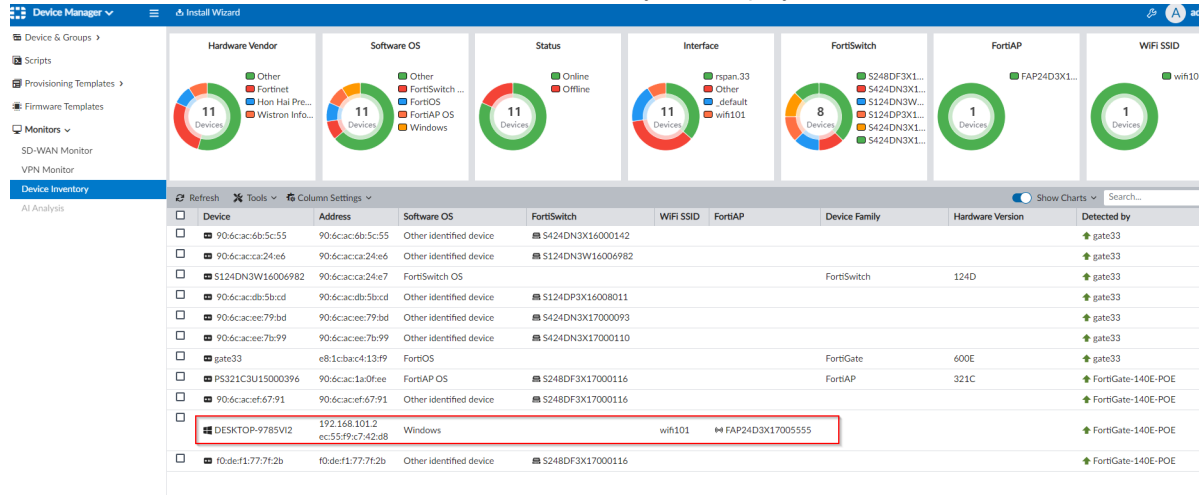 Device Manager
Install Wizard
A
Device & Groups
Scripts
Provisioning Templates
Firmware Templates
Monitors
SD-WAN Monitor
VPN Monitor
Device Inventory
AI Analysis
Hardware Vendor
11
Devices
Other
Fortinet
Hon Hai Pre...
Wistron Info...
Software OS
11
Devices
Other
FortiSwitch ...
FortiOS
FortiAP OS
Windows
Status
11
Devices
Online
Offline
Interface
11
Devices
rspan.33
Other
_default
wifi101
FortiSwitch
8
Devices
S248DF3X1...
S424DN3X1...
S124DN3W...
S124DP3X1...
S424DN3X1...
S424DN3X1...
FortiAP
1
Devices
FAP24D3X1...
WiFi SSID
1
Devices
wifi10
Refresh Tools Column Settings Show Charts Search...
Device Address Software OS FortiSwitch WiFi SSID FortiAP Device Family Hardware Version Detected by
90:6c:ac:6b:5c:55 90:6c:ac:6b:5c:55 Other identified device S424DN3X16000142 gate33
90:6c:ac:ca:24:e6 90:6c:ac:ca:24:e6 Other identified device S124DN3W16006982 gate33
S124DN3W16006982 90:6c:ac:ca:24:e7 FortiSwitch OS FortiSwitch 124D gate33
90:6c:ac:db:5b:cd 90:6c:ac:db:5b:cd Other identified device S124DP3X16008011 gate33
90:6c:ac:ee:79:bd 90:6c:ac:ee:79:bd Other identified device S424DN3X17000093 gate33
90:6c:ac:ee:7b:99 90:6c:ac:ee:7b:99 Other identified device S424DN3X17000110 gate33
gate33 e8:1c:ba:c4:13:f9 FortiOS FortiGate 600E gate33
PS321C3U15000396 90:6c:ac:1a:0f:ee FortiAP OS S248DF3X17000116 FortiAP 321C FortiGate-140E-POE
90:6c:ac:ef:67:91 90:6c:ac:ef:67:91 Other identified device S248DF3X17000116 FortiGate-140E-POE
DESKTOP-9785VI2 192.168.101.2 Windows wifi101 FAP24D3X17005555 FortiGate-140E-POE
ec:55:f9:c7:42:d8
f0:de:f1:77:7f:2b f0:de:f1:77:7f:2b Other identified device S248DF3X17000116 FortiGate-140E-POE